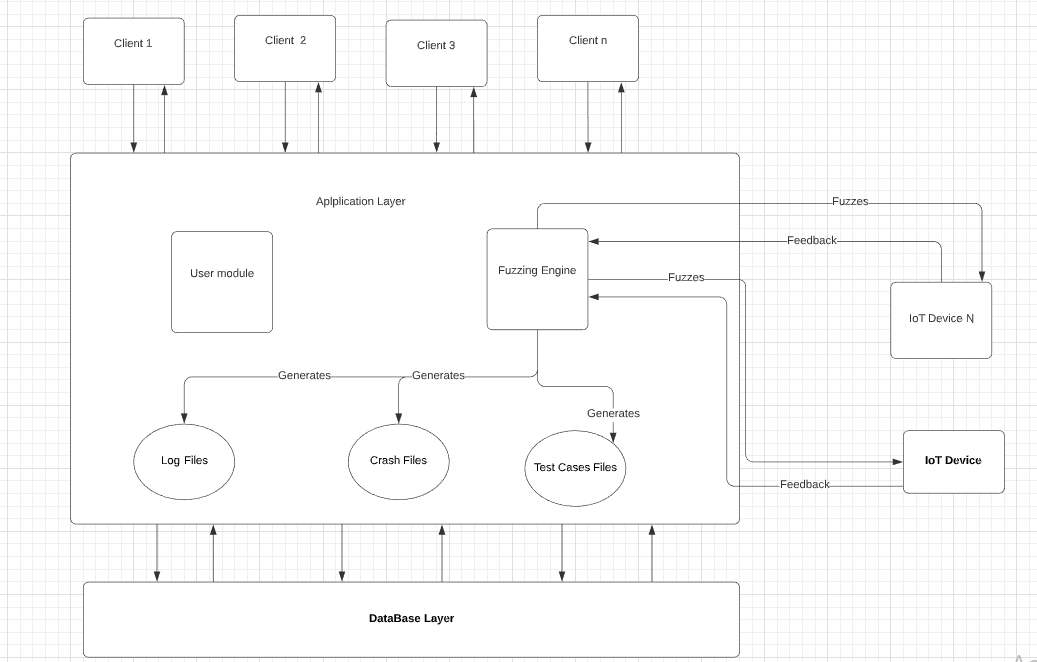 Client 1
Client 2
Client 3
Client n
Aplplication Layer
Fuzzes
Feedback
User module
Fuzzing Engine
Fuzzes
IoT Device N
Generates
Generates
Generates
Log Files
Crash Files
Test Cases Files
IoT Device
Feedback
DataBase Layer